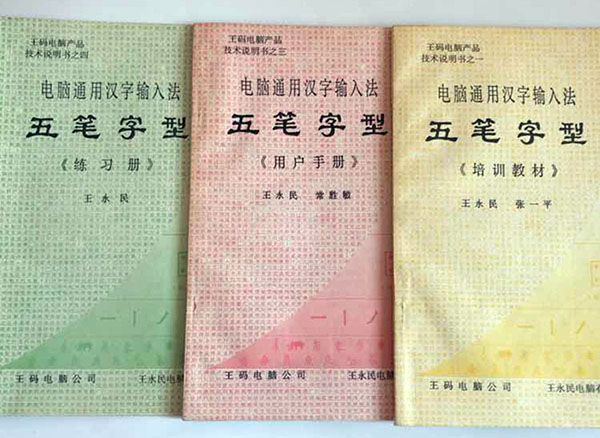 王码电脑产品
技术说明书之四
电脑通用汉字输入法
五笔字型
《练习册》
王永民
王码电脑公司
王码电脑产品
技术说明书之三
电脑通用汉字输入法
五笔字型
《用户手册》
王永民 常胜敏
王码电脑公司 王永民电脑
王码电脑产品
技术说明书之一
电脑通用汉字输入法
五笔字型
《培训教材》
王永民 张一平
王码电脑公司 王永民电脑